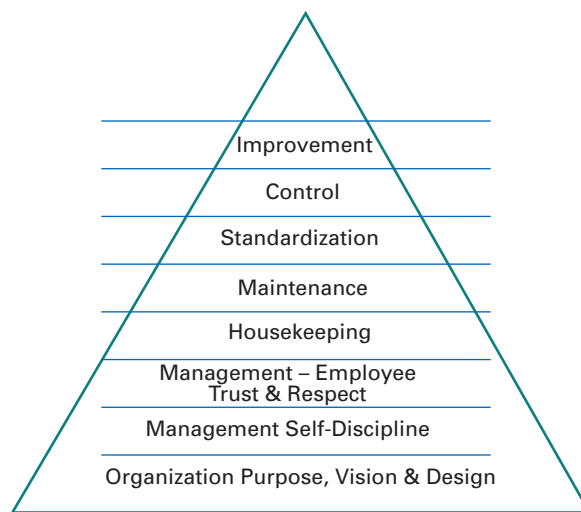 Improvement
Control
Standardization
Maintenance
Housekeeping
Management – Employee
Trust & Respect
Management Self-Discipline
Organization Purpose, Vision & Design